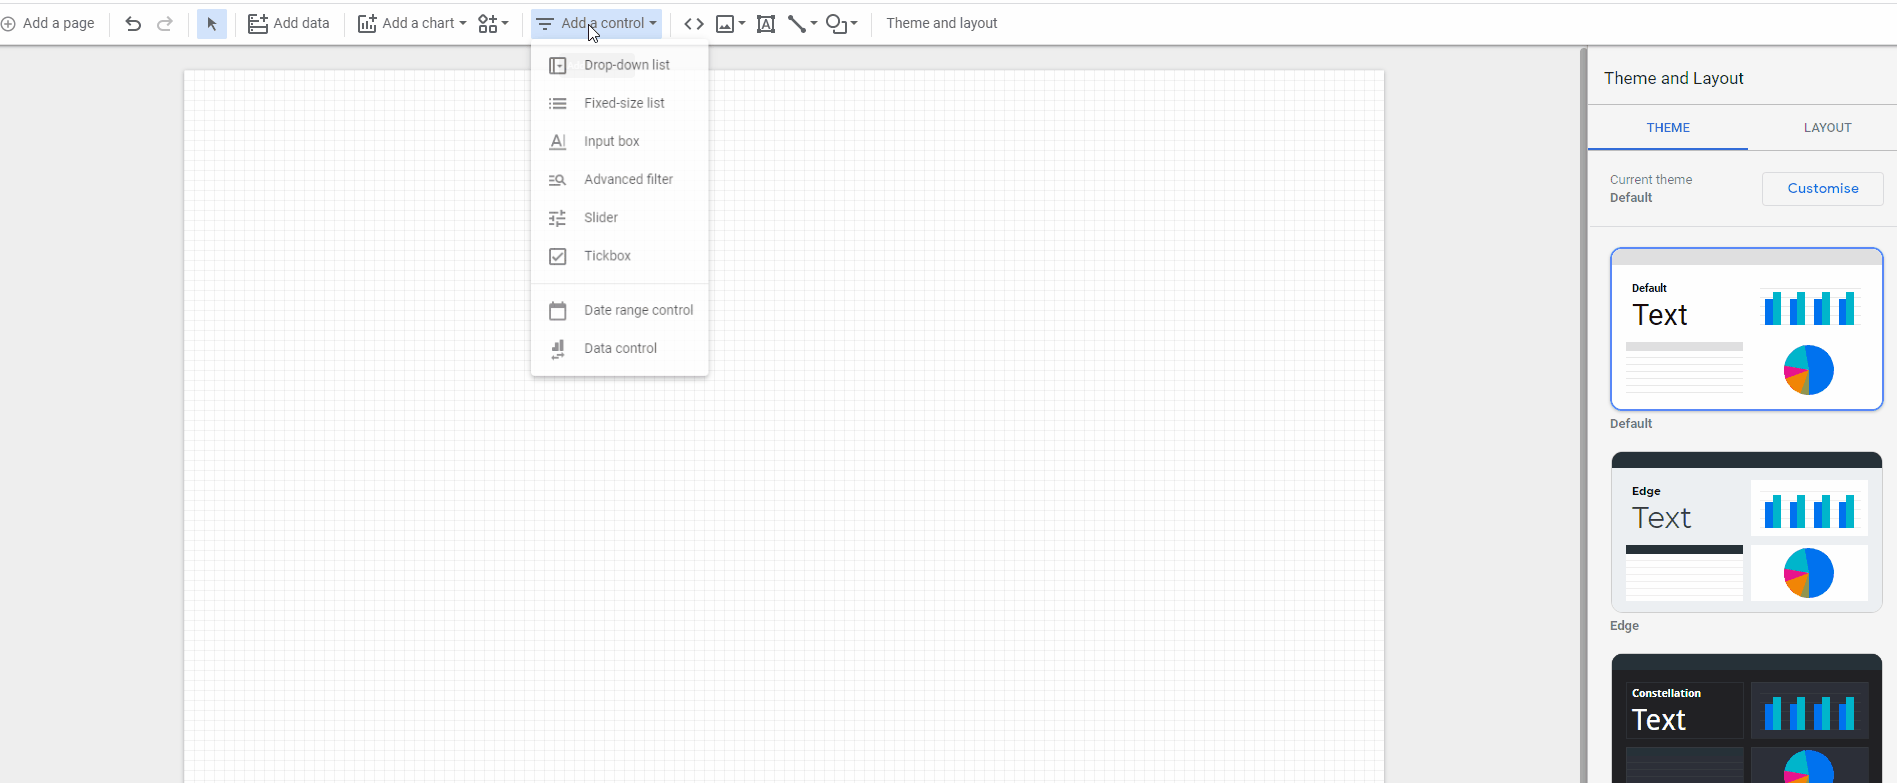 Add a page
Add data
Add a chart
Add a control
Theme and layout
Drop-down list
Fixed-size list
Input box
Advanced filter
Slider
Tickbox
Date range control
Data control
Theme and Layout
THEME
LAYOUT
Current theme
Default
Customise
Default
Text
Default
Edge
Text
Edge
Constellation
Text